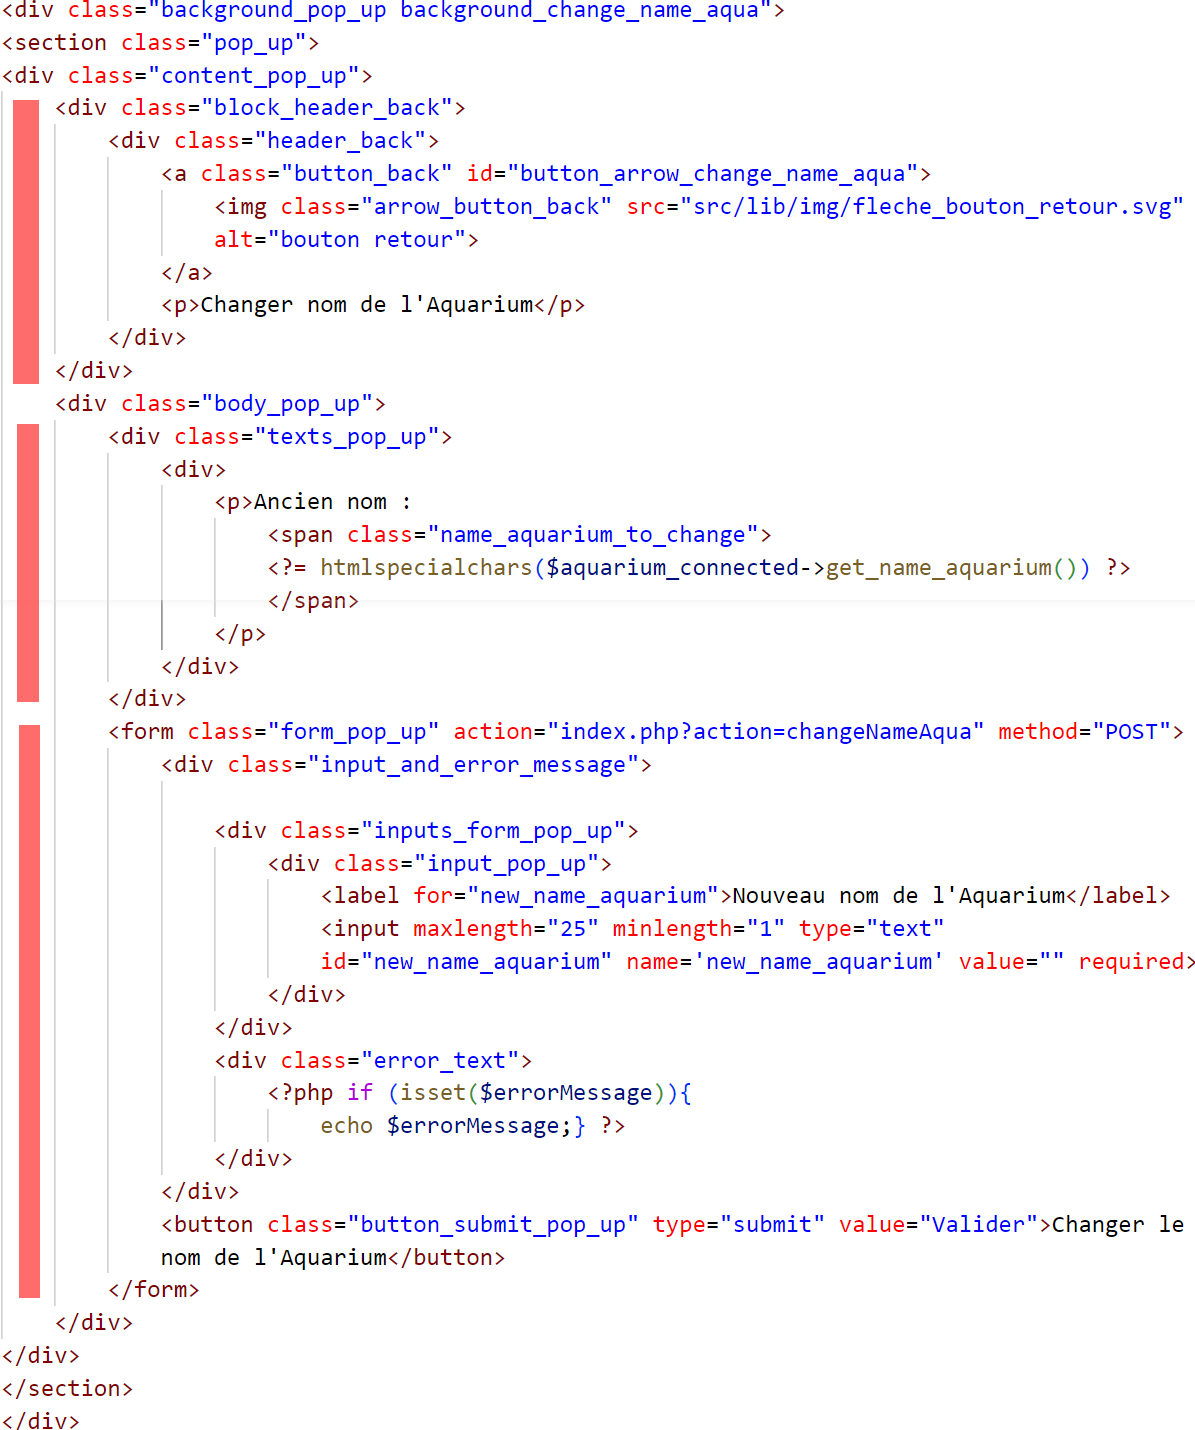 <div class="background_pop_up background_change_name_aqua">
<section class="pop_up">
<div class="content_pop_up">
<div class="block_header_back">
<div class="header_back">
<a class="button_back" id="button_arrow_change_name_aqua">
<img class="arrow_button_back" src="src/lib/img/fleche_bouton_retour.svg"
alt="bouton retour">
</a>
<p>Changer nom de l'Aquarium</p>
</div>
</div>
<div class="body_pop_up">
<div class="texts_pop_up">
<div>
<p>Ancien nom :
<span class="name_aquarium_to_change">
<?= htmlspecialchars($aquarium_connected->get_name_aquarium()) ?>
</span>
</p>
</div>
</div>
<form class="form_pop_up" action="index.php?action=changeNameAqua" method="POST">
<div class="input_and_error_message">
<div class="inputs_form_pop_up">
<div class="input_pop_up">
<label for="new_name_aquarium">Nouveau nom de l'Aquarium</label>
<input maxlength="25" minlength="1" type="text"
id="new_name_aquarium" name='new_name_aquarium' value="" required>
</div>
</div>
<div class="error_text">
<?php if (isset($errorMessage)){
echo $errorMessage;} ?>
</div>
</div>
<button class="button_submit_pop_up" type="submit" value="Valider">Changer le
nom de l'Aquarium</button>
</form>
</div>
</div>
</section>
</div>